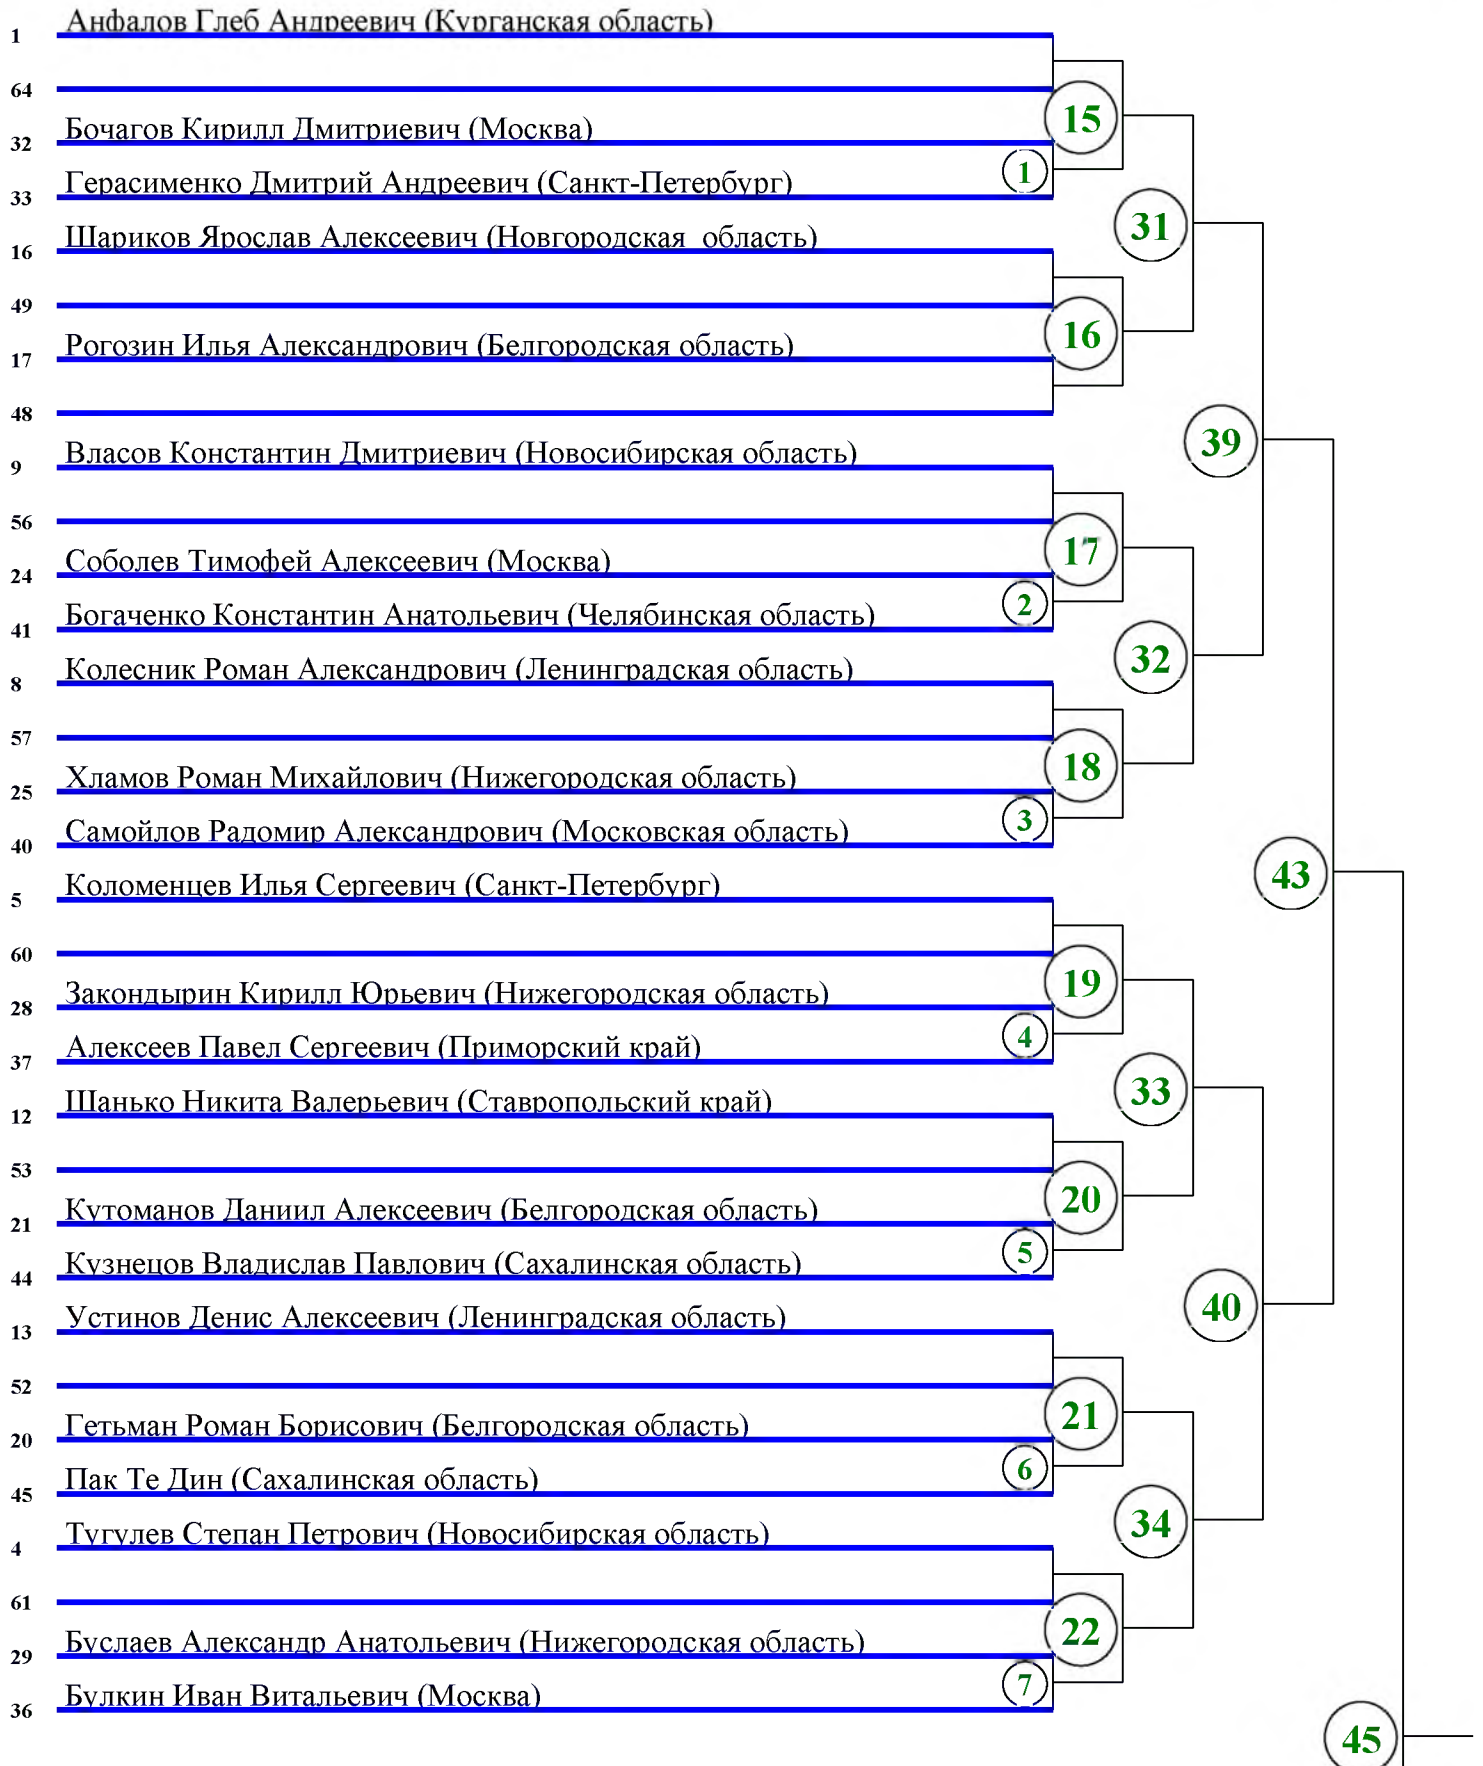 Анфалов Глеб Андреевич (Курганская область)
1
64
15
Бочагов Кирилл Дмитриевич (Москва)
32
1
Герасименко Дмитрий Андреевич (Санкт-Петербург)
33
31
Шариков Ярослав Алексеевич (Новгородская область)
16
49
16
Рогозин Илья Александрович (Белгородская область)
17
48
39
Власов Константин Дмитриевич (Новосибирская область)
9
56
17
Соболев Тимофей Алексеевич (Москва)
24
2
Богаченко Константин Анатольевич (Челябинская область)
41
32
Колесник Роман Александрович (Ленинградская область)
8
57
18
Хламов Роман Михайлович (Нижегородская область)
25
3
Самойлов Радомир Александрович (Московская область)
40
43
Коломенцев Илья Сергеевич (Санкт-Петербург)
5
60
19
Закондырин Кирилл Юрьевич (Нижегородская область)
28
4
Алексеев Павел Сергеевич (Приморский край)
37
33
Шанько Никита Валерьевич (Ставропольский край)
12
53
20
Кутоманов Даниил Алексеевич (Белгородская область)
21
5
Кузнецов Владислав Павлович (Сахалинская область)
44
40
Устинов Денис Алексеевич (Ленинградская область)
13
52
21
Гетьман Роман Борисович (Белгородская область)
20
6
Пак Те Дин (Сахалинская область)
45
34
Тугулев Степан Петрович (Новосибирская область)
4
61
22
Буслаев Александр Анатольевич (Нижегородская область)
29
7
Булкин Иван Витальевич (Москва)
36
45